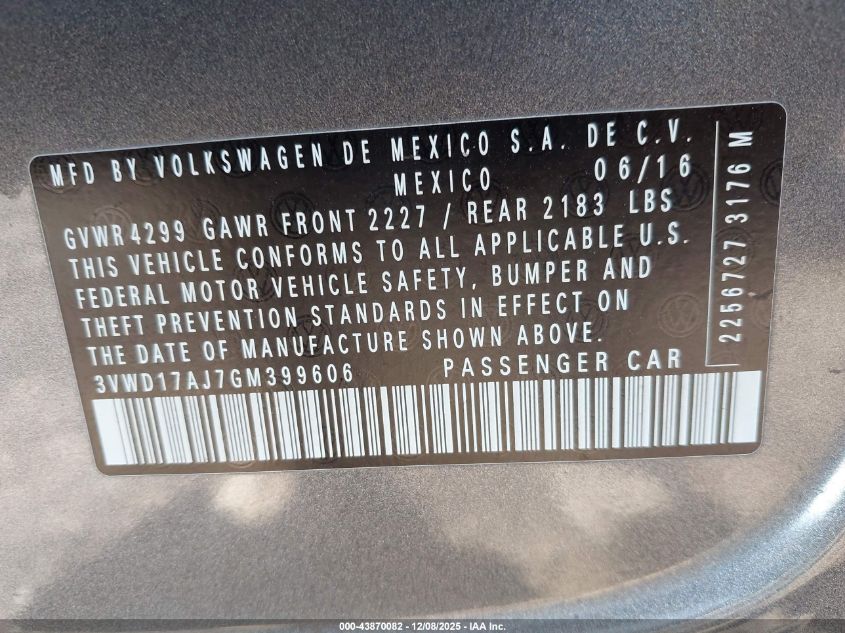 MFD BY VOLKSWAGEN DE MEXICO S.A. DE C.V.
MEXICO 06/16
GVWR 4299 GAWR FRONT 2227 / REAR 2183 LBS
THIS VEHICLE CONFORMS TO ALL APPLICABLE U.S.
FEDERAL MOTOR VEHICLE SAFETY, BUMPER AND
THEFT PREVENTION STANDARDS IN EFFECT ON
THE DATE OF MANUFACTURE SHOWN ABOVE.
3VWD17AJ7GM399606 PASSENGER CAR
2256727 3176 M
000-43870082 - 12/08/2025 - IAA Inc.